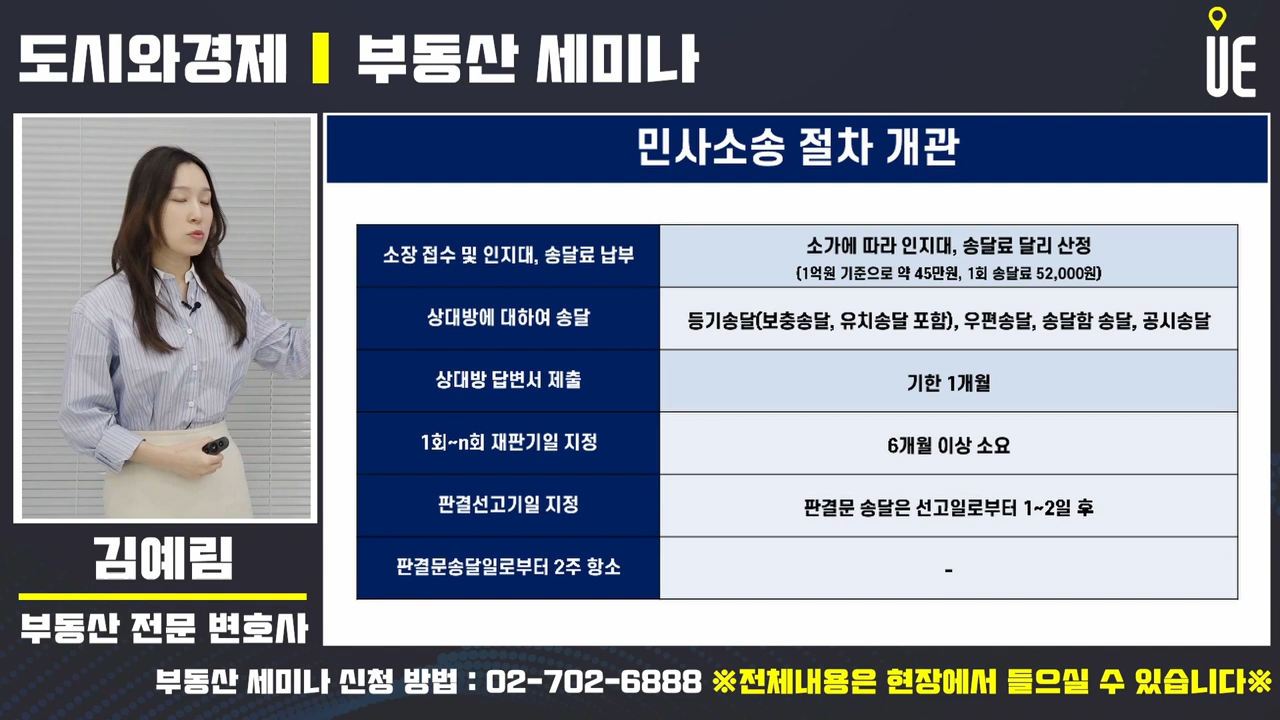 도시와경제 부동산 세미나
UE
민사소송 절차 개관
소장 접수 및 인지대, 송달료 납부
소가에 따라 인지대, 송달료 달리 산정
(1억원 기준으로 약 45만원, 1회 송달료 52,000원)
상대방에 대하여 송달
등기송달(보충송달, 유치송달 포함), 우편송달, 송달함 송달, 공시송달
상대방 답변서 제출
기한 1개월
1회~n회 재판기일 지정
6개월 이상 소요
판결선고기일 지정
판결문 송달은 선고일로부터 1~2일 후
판결문송달일로부터 2주 항소
-
김예림
부동산 전문 변호사
부동산 세미나 신청 방법 : 02-702-6888 ※전체내용은 현장에서 들으실 수 있습니다※